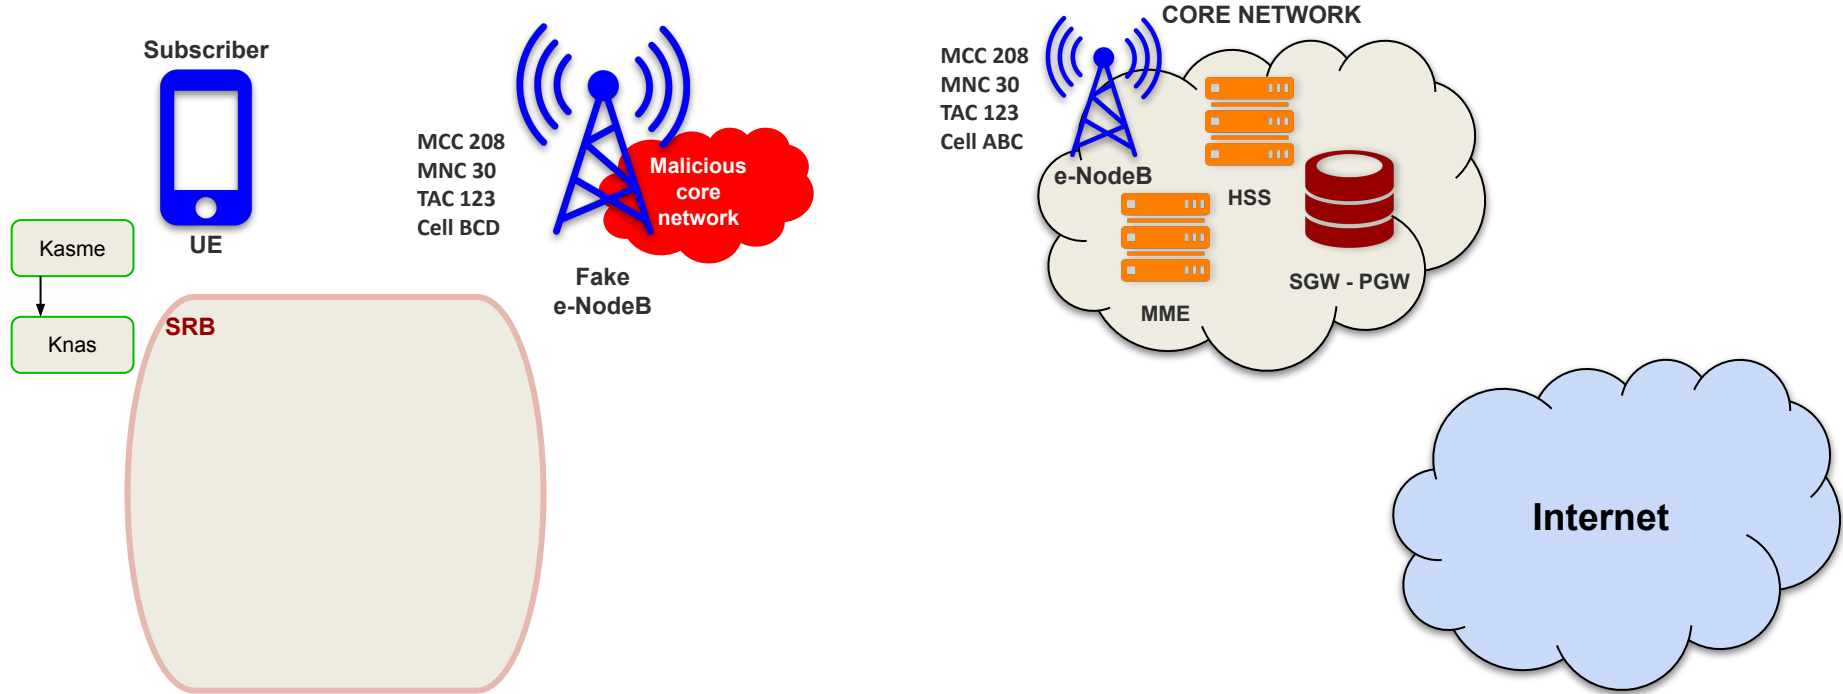 Subscriber
UE
Kasme
Knas
SRB
MCC 208
MNC 30
TAC 123
Cell BCD
Malicious
core
network
Fake
e-NodeB
CORE NETWORK
MCC 208
MNC 30
TAC 123
Cell ABC
e-NodeB
HSS
MME
SGW - PGW
Internet